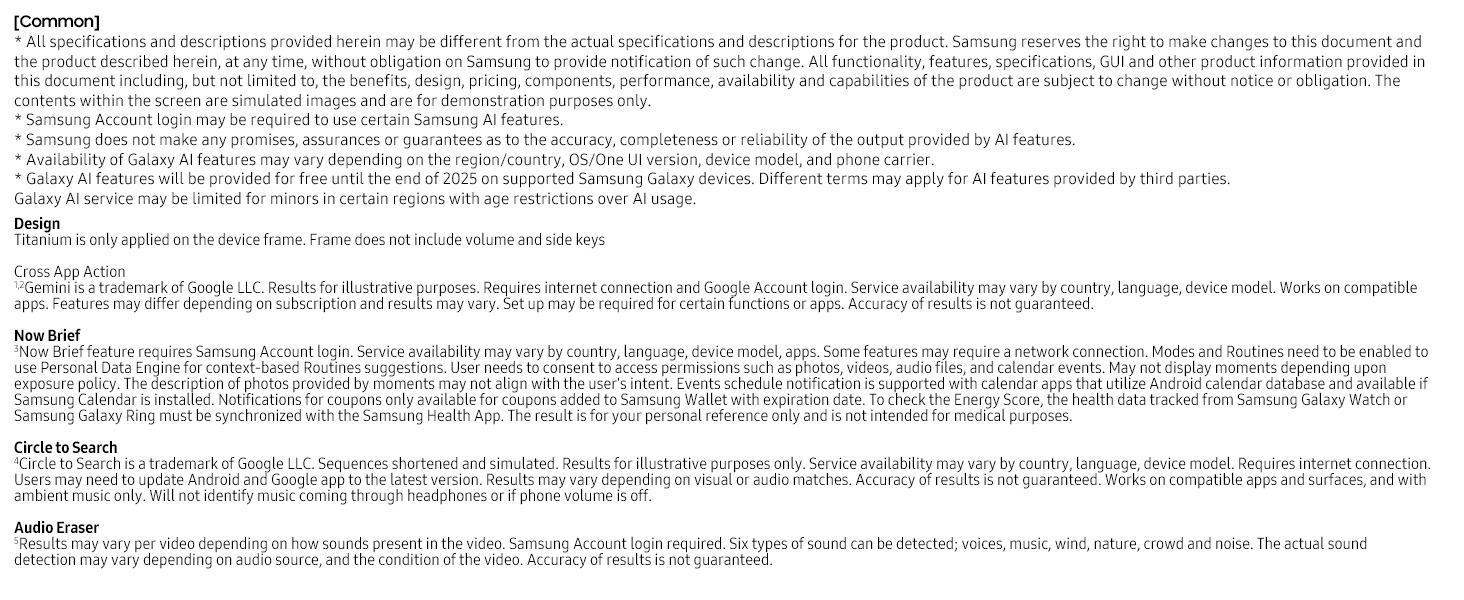 [Common]
* All specifications and descriptions provided herein may be different from the actual specifications and descriptions for the product. Samsung reserves the right to make changes to this document and
the product described herein, at any time, without obligation on Samsung to provide notification of such change. All functionality, features, specifications, GUI and other product information provided in
this document including, but not limited to, the benefits, design, pricing, components, performance, availability and capabilities of the product are subject to change without notice or obligation. The
contents within the screen are simulated images and are for demonstration purposes only.
* Samsung Account login may be required to use certain Samsung AI features.
* Samsung does not make any promises, assurances or guarantees as to the accuracy, completeness or reliability of the output provided by AI features.
* Availability of Galaxy AI features may vary depending on the region/country, OS/One UI version, device model, and phone carrier.
* Galaxy AI features will be provided for free until the end of 2025 on supported Samsung Galaxy devices. Different terms may apply for AI features provided by third parties.
Galaxy AI service may be limited for minors in certain regions with age restrictions over AI usage.
Design
Titanium is only applied on the device frame. Frame does not include volume and side keys
Cross App Action
1,2Gemini is a trademark of Google LLC. Results for illustrative purposes. Requires internet connection and Google Account login. Service availability may vary by country, language, device model. Works on compatible
apps. Features may differ depending on subscription and results may vary. Set up may be required for certain functions or apps. Accuracy of results is not guaranteed.
Now Brief
3Now Brief feature requires Samsung Account login. Service availability may vary by country, language, device model, apps. Some features may require a network connection. Modes and Routines need to be enabled to
use Personal Data Engine for context-based Routines suggestions. User needs to consent to access permissions such as photos, videos, audio files, and calendar events. May not display moments depending upon
exposure policy. The description of photos provided by moments may not align with the user's intent. Events schedule notification is supported with calendar apps that utilize Android calendar database and available if
Samsung Calendar is installed. Notifications for coupons only available for coupons added to Samsung Wallet with expiration date. To check the Energy Score, the health data tracked from Samsung Galaxy Watch or
Samsung Galaxy Ring must be synchronized with the Samsung Health App. The result is for your personal reference only and is not intended for medical purposes.
Circle to Search
4Circle to Search is a trademark of Google LLC. Sequences shortened and simulated. Results for illustrative purposes only. Service availability may vary by country, language, device model. Requires internet connection.
Users may need to update Android and Google app to the latest version. Results may vary depending on visual or audio matches. Accuracy of results is not guaranteed. Works on compatible apps and surfaces, and with
ambient music only. Will not identify music coming through headphones or if phone volume is off.
Audio Eraser
5Results may vary per video depending on how sounds present in the video. Samsung Account login required. Six types of sound can be detected; voices, music, wind, nature, crowd and noise. The actual sound
detection may vary depending on audio source, and the condition of the video. Accuracy of results is not guaranteed.